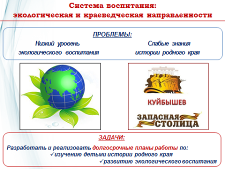 Система воспитания:
экологическая и краеведческая направленности
ПРОБЛЕМЫ:
Низкий уровень
экологического воспитания
Слабые знания
истории родного края
КУЙБЫШЕВ
ЗАПАСНАЯ
СТОЛИЦА
ЗАДАЧИ:
Разработать и реализовать долгосрочные планы работы по:
✓изучению детьми истории родного края
✓развитию экологического воспитания